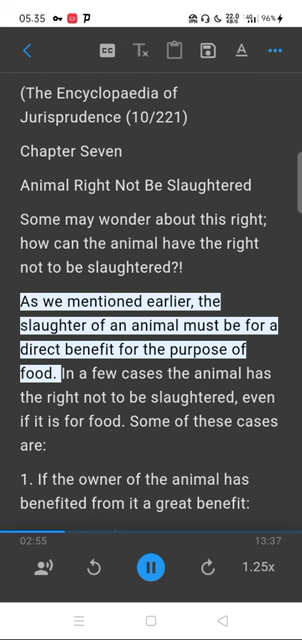 05.35
22.0
KB/S
4G
96%
CC
(The Encyclopaedia of
Jurisprudence (10/221)
Chapter Seven
Animal Right Not Be Slaughtered
Some may wonder about this right;
how can the animal have the right
not to be slaughtered?!
As we mentioned earlier, the
slaughter of an animal must be for a
direct benefit for the purpose of
food. In a few cases the animal has
the right not to be slaughtered, even
if it is for food. Some of these cases
are:
1. If the owner of the animal has
benefited from it a great benefit:
02:55
13:37
1.25x